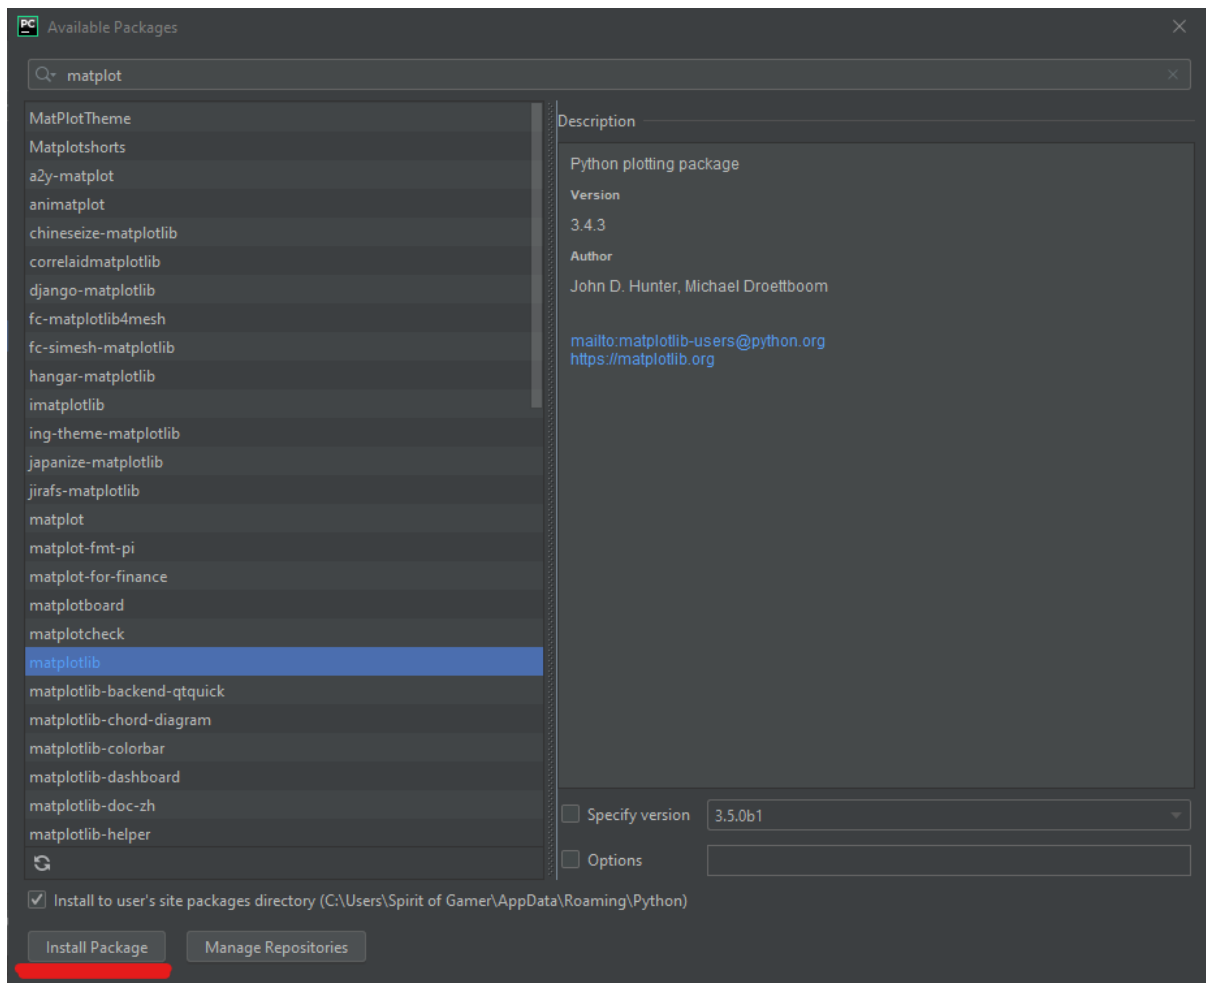 PC
Available Packages
matplot
MatPlotTheme
Matplotshorts
a2y-matplot
animatplot
chineseize-matplotlib
correlaidmatplotlib
django-matplotlib
fc-matplotlib4mesh
fc-simesh-matplotlib
hangar-matplotlib
imatplotlib
ing-theme-matplotlib
japanize-matplotlib
jirafs-matplotlib
matplot
matplot-fmt-pi
matplot-for-finance
matplotboard
matplotcheck
matplotlib
matplotlib-backend-qtquick
matplotlib-chord-diagram
matplotlib-colorbar
matplotlib-dashboard
matplotlib-doc-zh
matplotlib-helper
Description
Python plotting package
Version
3.4.3
Author
John D. Hunter, Michael Droettboom
mailto:matplotlib-users@python.org
https://matplotlib.org
Specify version 3.5.0b1
Options
Install to user's site packages directory (C:\Users\Spirit of Gamer\AppData\Roaming\Python)
Install Package Manage Repositories